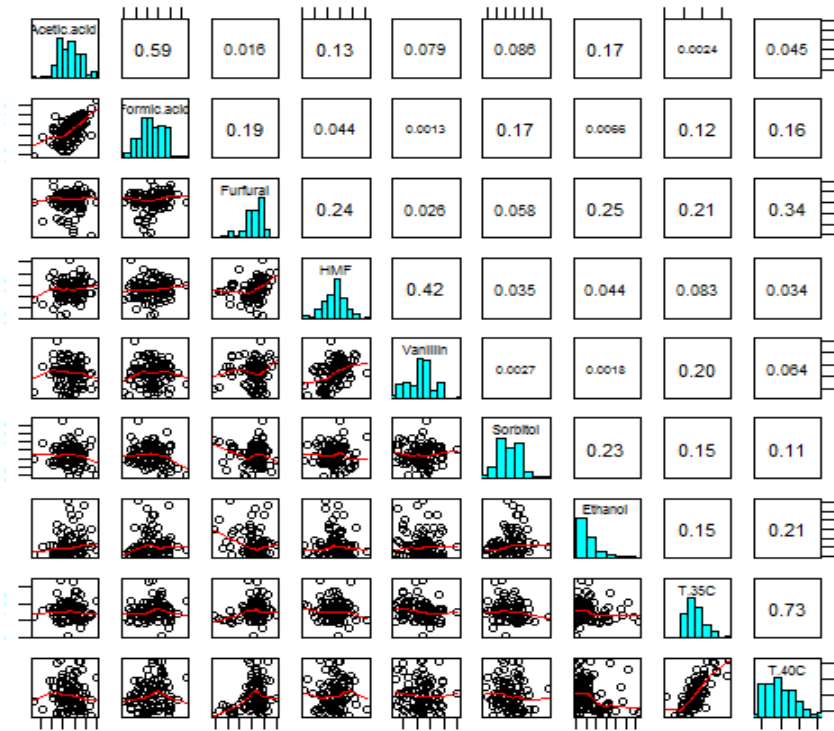 Acetic.acid 0.59 0.016 0.13 0.079 0.086 0.17 0.0024 0.045
Formic.acid 0.19 0.044 0.0013 0.17 0.0066 0.12 0.16
Furfural 0.24 0.026 0.058 0.25 0.21 0.34
HMF 0.42 0.035 0.044 0.083 0.034
Vanillin 0.0027 0.0018 0.20 0.064
Sorbitol 0.23 0.15 0.11
Ethanol 0.15 0.21
T.35C 0.73
T.40C